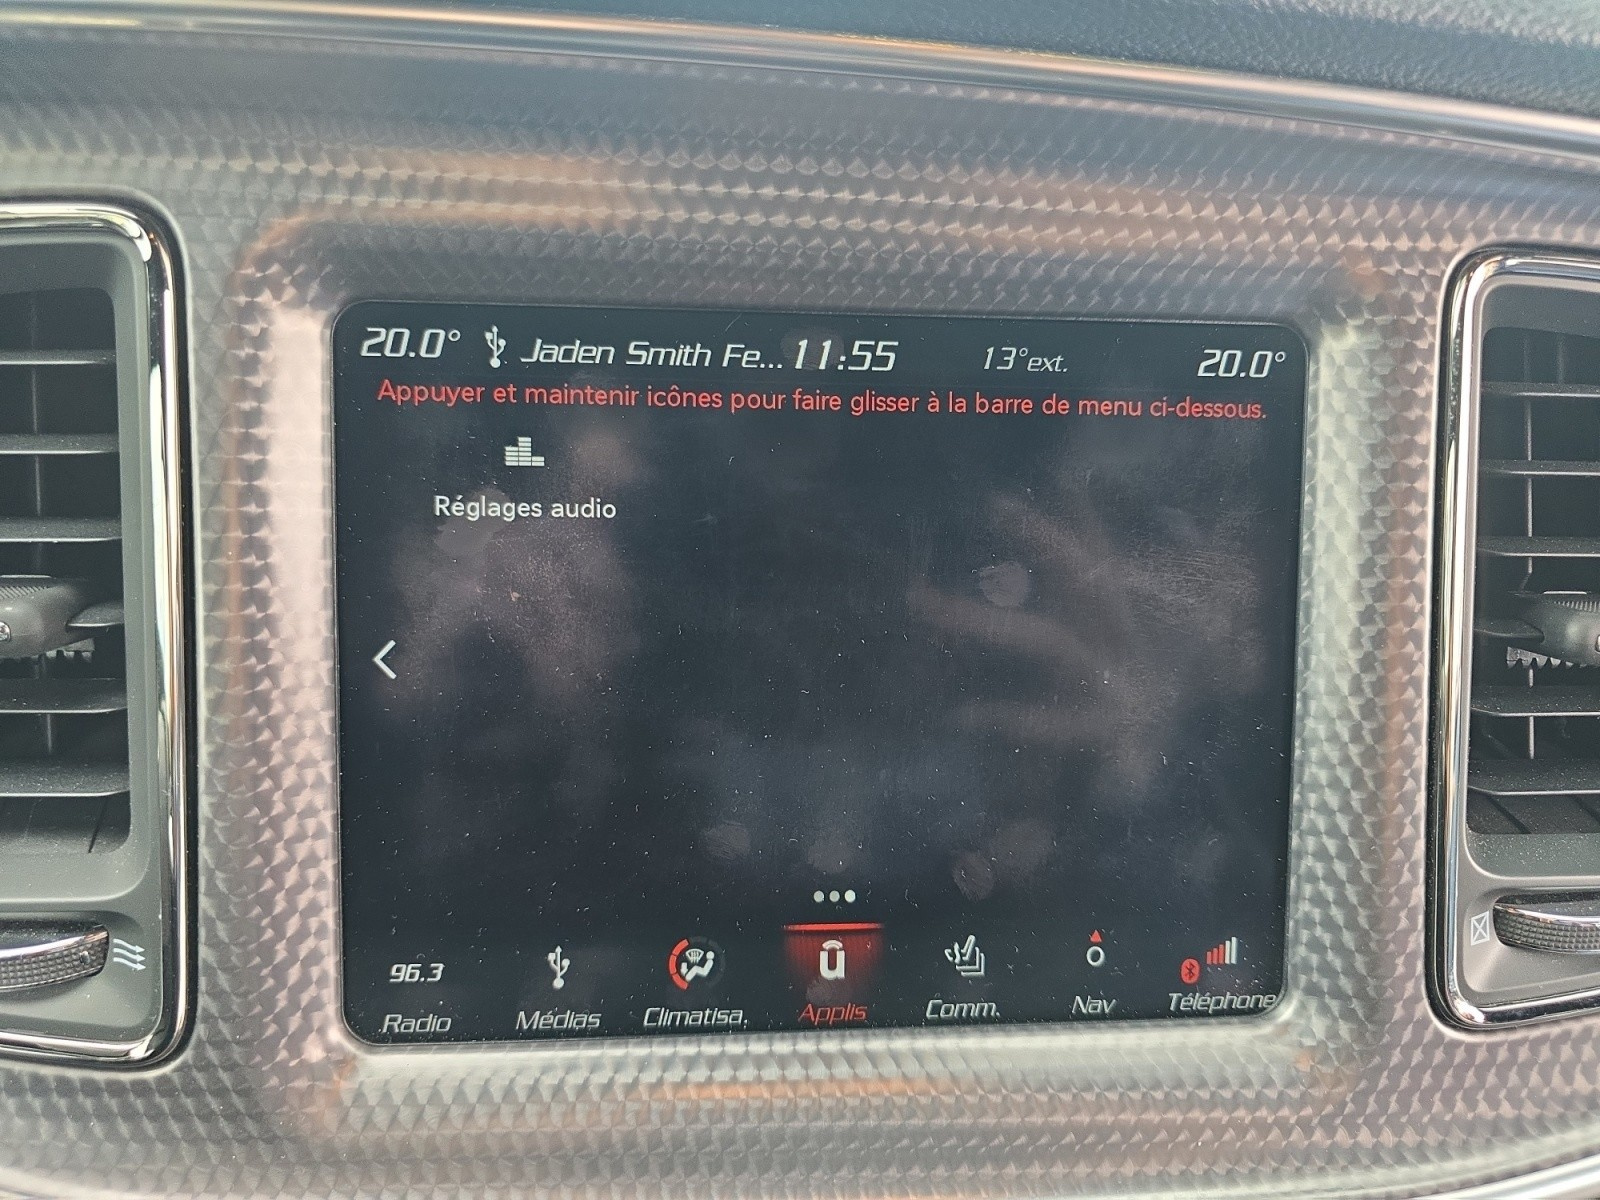 20.0° Jaden Smith Fe... 11:55 13°ext. 20.0°
Appuyer et maintenir icônes pour faire glisser à la barre de menu ci-dessous.
Réglages audio
96.3
Radio Médias Climatisa. Applis Comm. Nav Téléphone